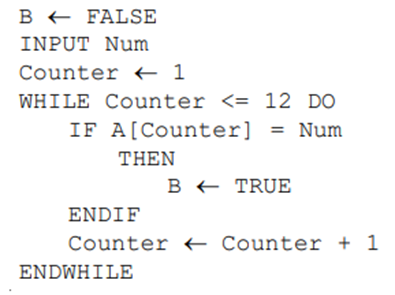 B ← FALSE
INPUT Num
Counter ← 1
WHILE Counter <= 12 DO
IF A[Counter] = Num
THEN
B ← TRUE
ENDIF
Counter ← Counter + 1
ENDWHILE